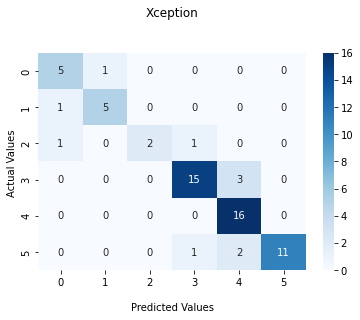 Xception
0 5 1 0 0 0 0
1 1 5 0 0 0 0
2 1 0 2 1 0 0
3 0 0 0 15 3 0
4 0 0 0 0 16 0
5 0 0 0 1 2 11
0 1 2 3 4 5
Actual Values
Predicted Values
16
14
12
10
8
6
4
2
0